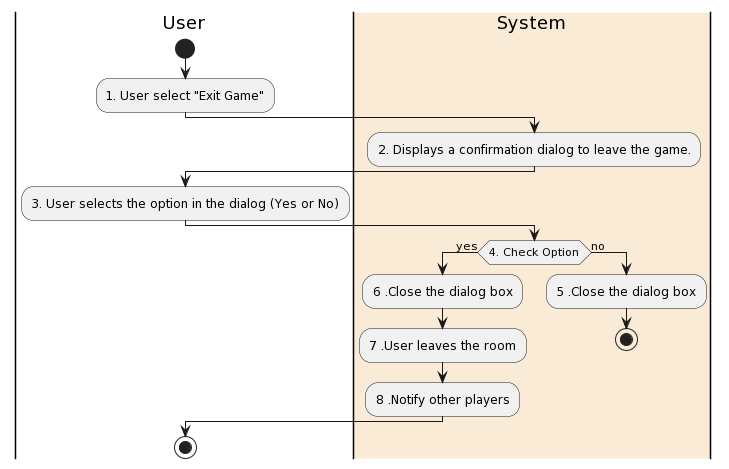 User
System
1. User select "Exit Game"
2. Displays a confirmation dialog to leave the game.
3. User selects the option in the dialog (Yes or No)
yes
4. Check Option
no
6 .Close the dialog box
5 .Close the dialog box
7 .User leaves the room
8 .Notify other players